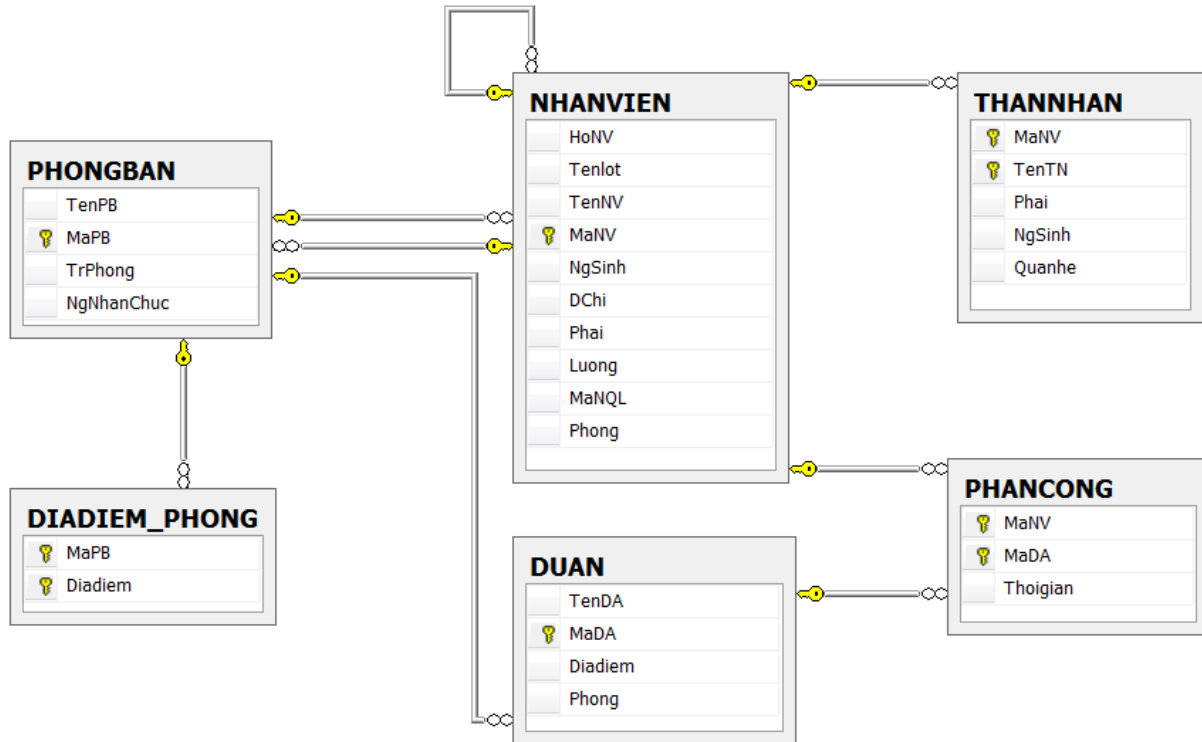 NHANVIEN
HoNV
Tenlot
TenNV
MaNV
NgSinh
DChi
Phai
Luong
MaNQL
Phong
THANNHAN
MaNV
TenTN
Phai
NgSinh
Quanhe
PHONGBAN
TenPB
MaPB
TrPhong
NgNhanChuc
DIADIEM_PHONG
MaPB
Diadiem
DUAN
TenDA
MaDA
Diadiem
Phong
PHANCONG
MaNV
MaDA
Thoigian